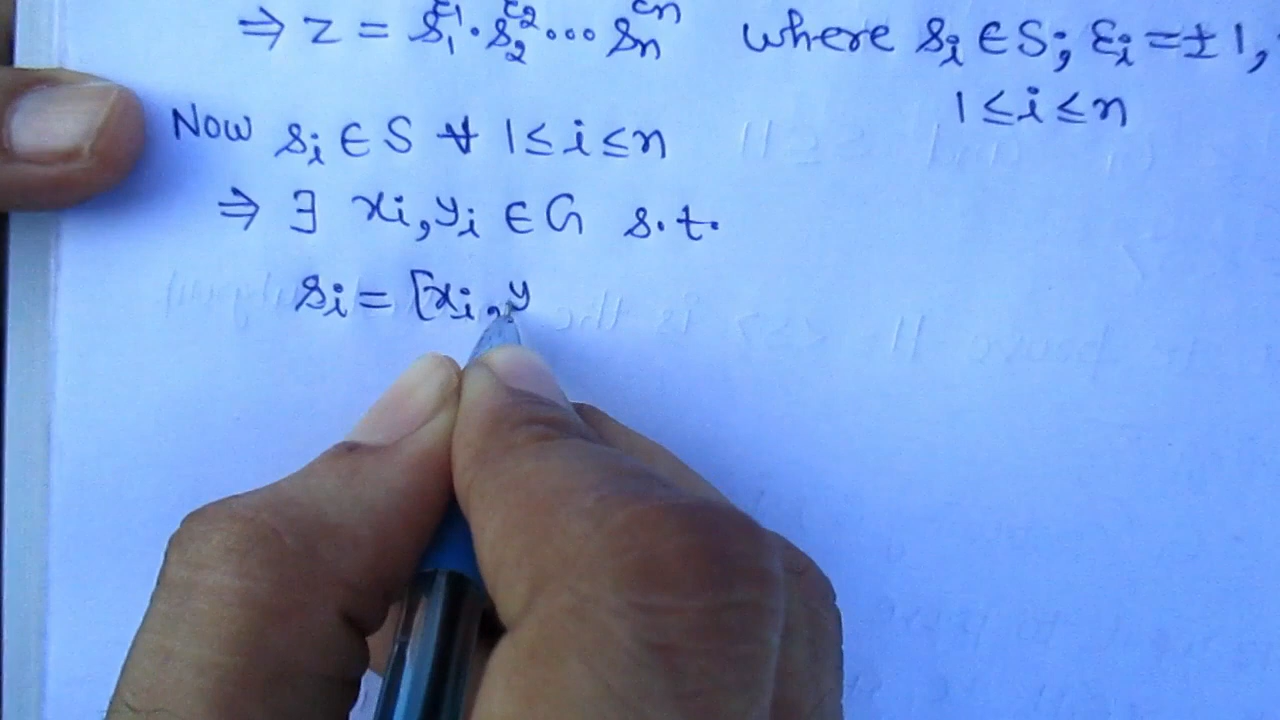 ⇒ z = s₁^ε₁ · s₂^ε₂ ... sₙ^εₙ where sᵢ ∈ S; εᵢ = ±1,
1 ≤ i ≤ n
Now sᵢ ∈ S ∀ 1 ≤ i ≤ n
⇒ ∃ xᵢ, yᵢ ∈ G s.t.
sᵢ = [xᵢ, y